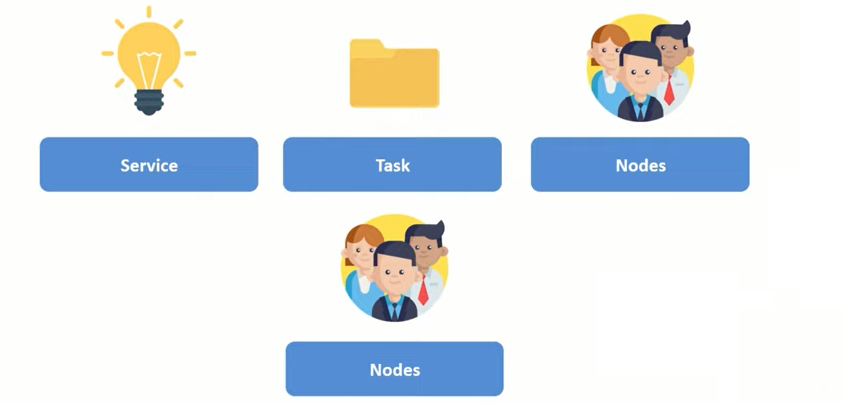 Service
Task
Nodes
Nodes